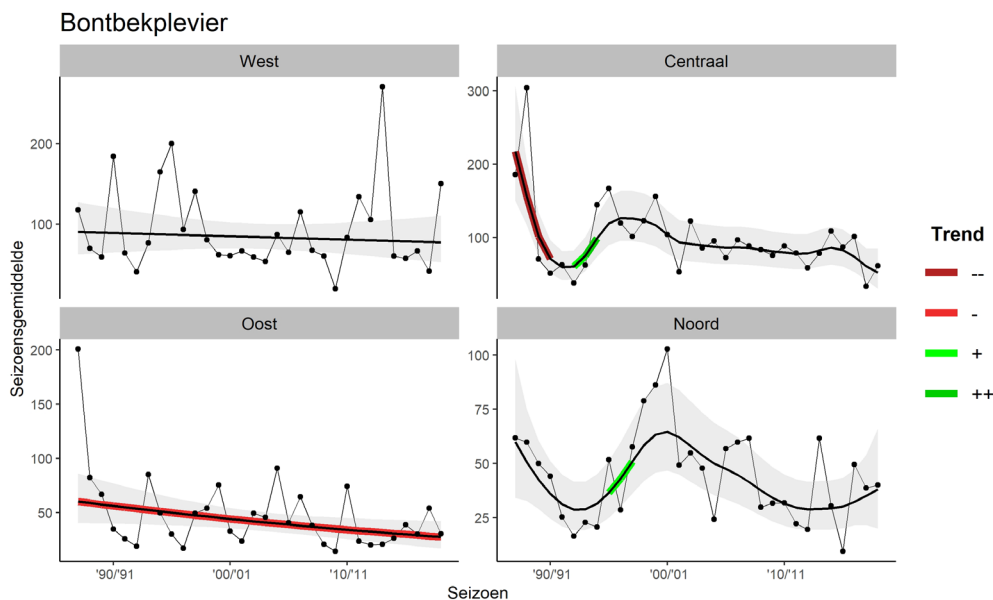 Bontbekplevier
West
Centraal
200
100
300
200
100
Oost
Noord
200
150
100
50
100
75
50
25
'90/'91
'00/'01
'10/'11
'90/'91
'00/'01
'10/'11
Seizoensgemiddelde
Seizoen
Trend
--
-
+
++